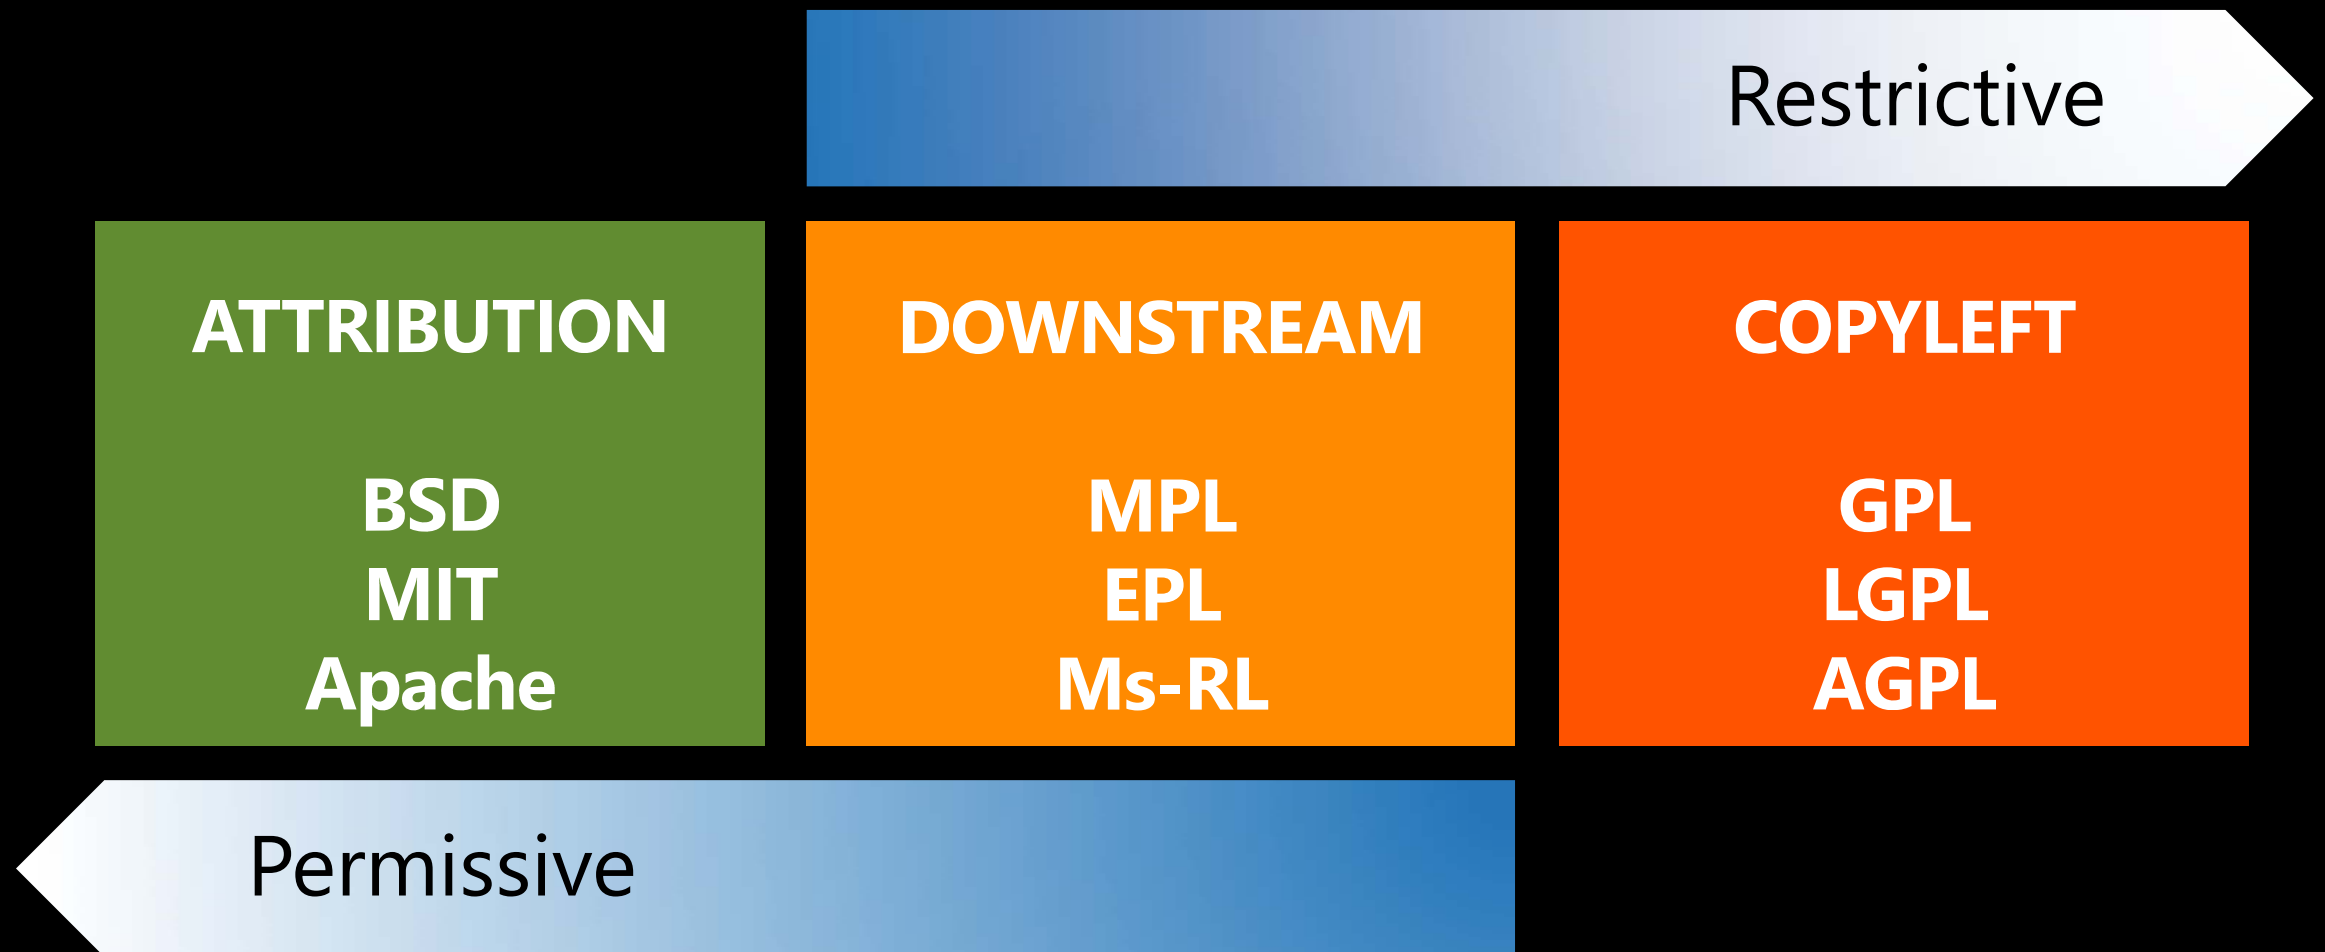 Restrictive
ATTRIBUTION
BSD
MIT
Apache
DOWNSTREAM
MPL
EPL
Ms-RL
COPYLEFT
GPL
LGPL
AGPL
Permissive